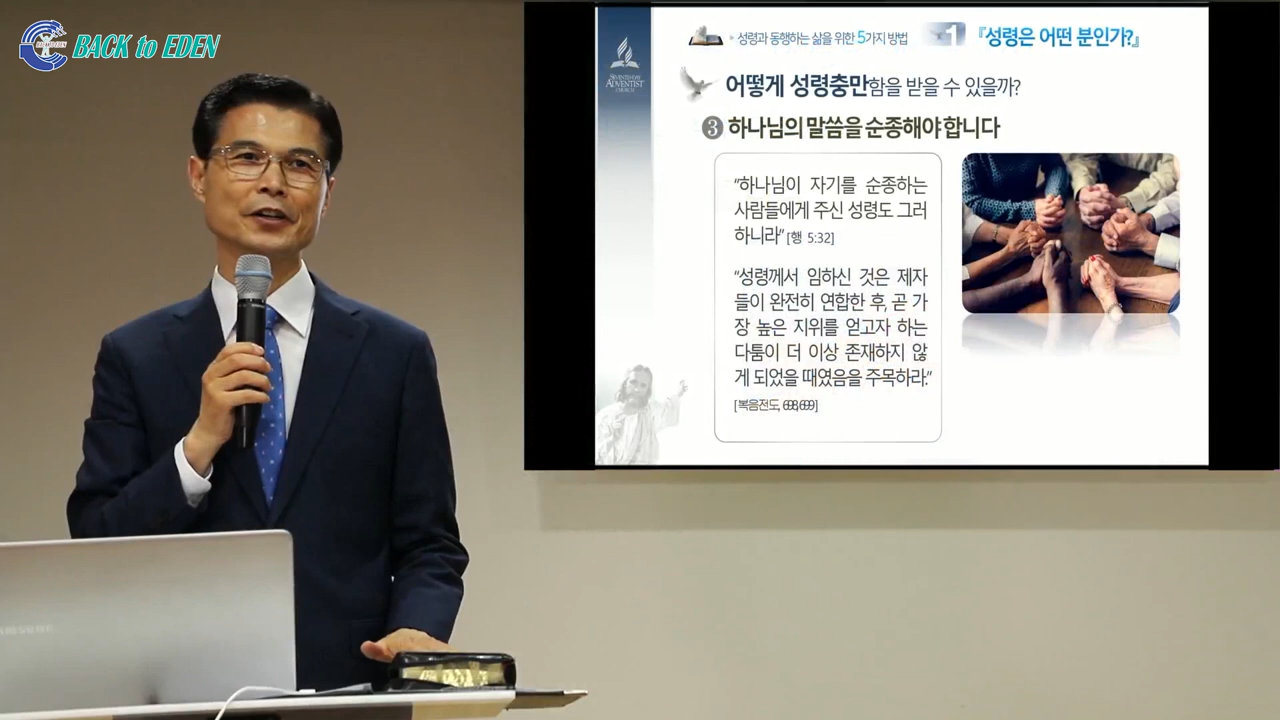 BACK to EDEN
SEVENTH-DAY
ADVENTIST
CHURCH
성령과 동행하는 삶을 위한 5가지 방법
1
『성령은 어떤 분인가?』
어떻게 성령충만함을 받을 수 있을까?
3 하나님의 말씀을 순종해야 합니다
“하나님이 자기를 순종하는
사람들에게 주신 성령도 그러
하니라” [행 5:32]
“성령께서 임하신 것은 제자
들이 완전히 연합한 후, 곧 가
장 높은 지위를 얻고자 하는
다툼이 더 이상 존재하지 않
게 되었을 때였음을 주목하라.”
[복음전도, 698,699]
SAMSUNG